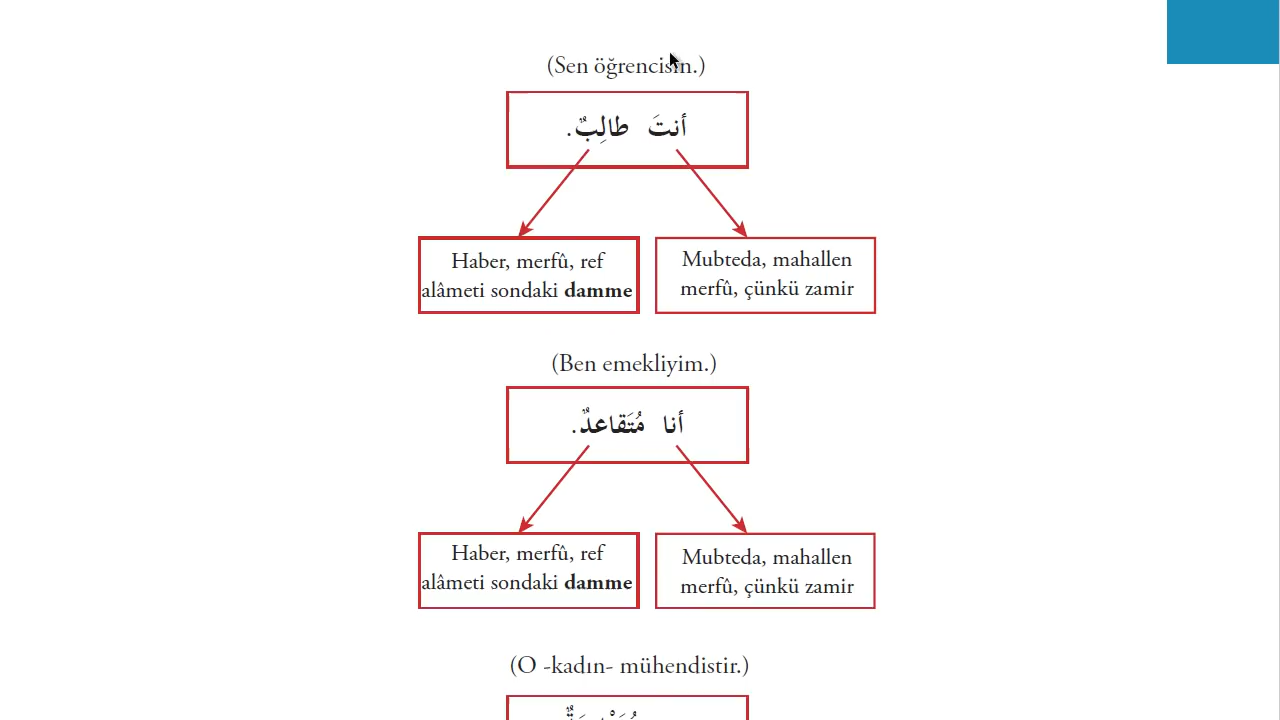 (Sen öğrencisin.)
أنتَ طالِبٌ.
Haber, merfû, ref
alâmeti sondaki damme
Mubteda, mahallen
merfû, çünkü zamir
(Ben emekliyim.)
أنا مُتَقاعدٌ.
Haber, merfû, ref
alâmeti sondaki damme
Mubteda, mahallen
merfû, çünkü zamir
(O -kadın- mühendistir.)